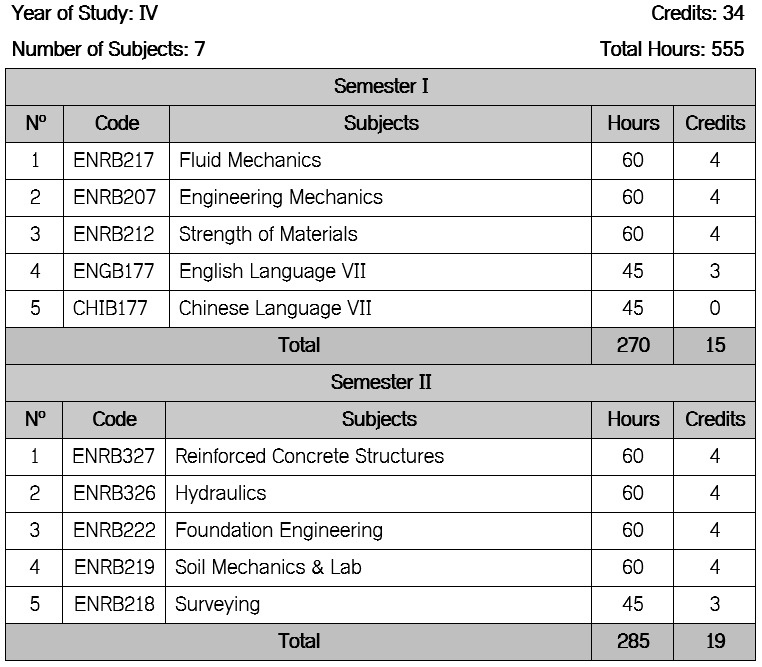 Year of Study: IV Credits: 34
Number of Subjects: 7 Total Hours: 555
Semester I
Nº Code Subjects Hours Credits
1 ENRB217 Fluid Mechanics 60 4
2 ENRB207 Engineering Mechanics 60 4
3 ENRB212 Strength of Materials 60 4
4 ENGB177 English Language VII 45 3
5 CHIB177 Chinese Language VII 45 0
Total 270 15
Semester II
Nº Code Subjects Hours Credits
1 ENRB327 Reinforced Concrete Structures 60 4
2 ENRB326 Hydraulics 60 4
3 ENRB222 Foundation Engineering 60 4
4 ENRB219 Soil Mechanics & Lab 60 4
5 ENRB218 Surveying 45 3
Total 285 19